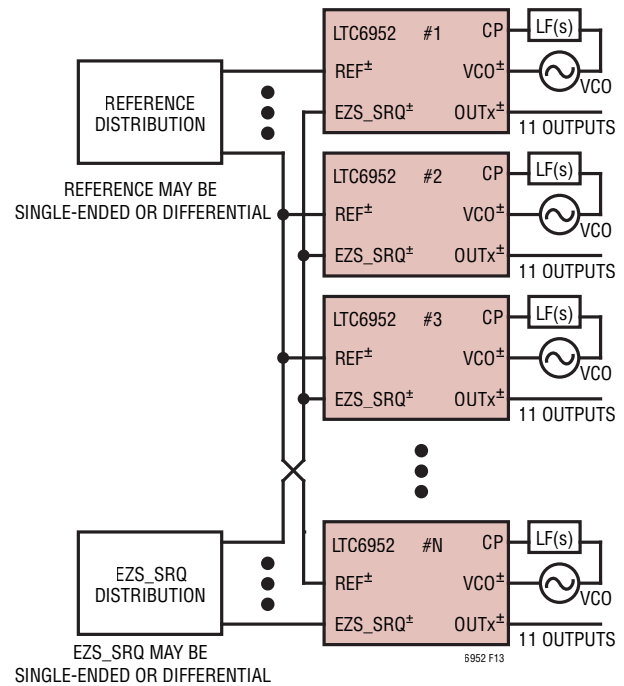 LTC6952 #1 CP LF(s)
REF± VCO± VCO
EZS_SRQ± OUTx± 11 OUTPUTS
REFERENCE
DISTRIBUTION
REFERENCE MAY BE
SINGLE-ENDED OR DIFFERENTIAL
LTC6952 #2 CP LF(s)
REF± VCO± VCO
EZS_SRQ± OUTx± 11 OUTPUTS
LTC6952 #3 CP LF(s)
REF± VCO± VCO
EZS_SRQ± OUTx± 11 OUTPUTS
LTC6952 #N CP LF(s)
REF± VCO± VCO
EZS_SRQ± OUTx± 11 OUTPUTS
EZS_SRQ
DISTRIBUTION
EZS_SRQ MAY BE
SINGLE-ENDED OR DIFFERENTIAL
6952 F13